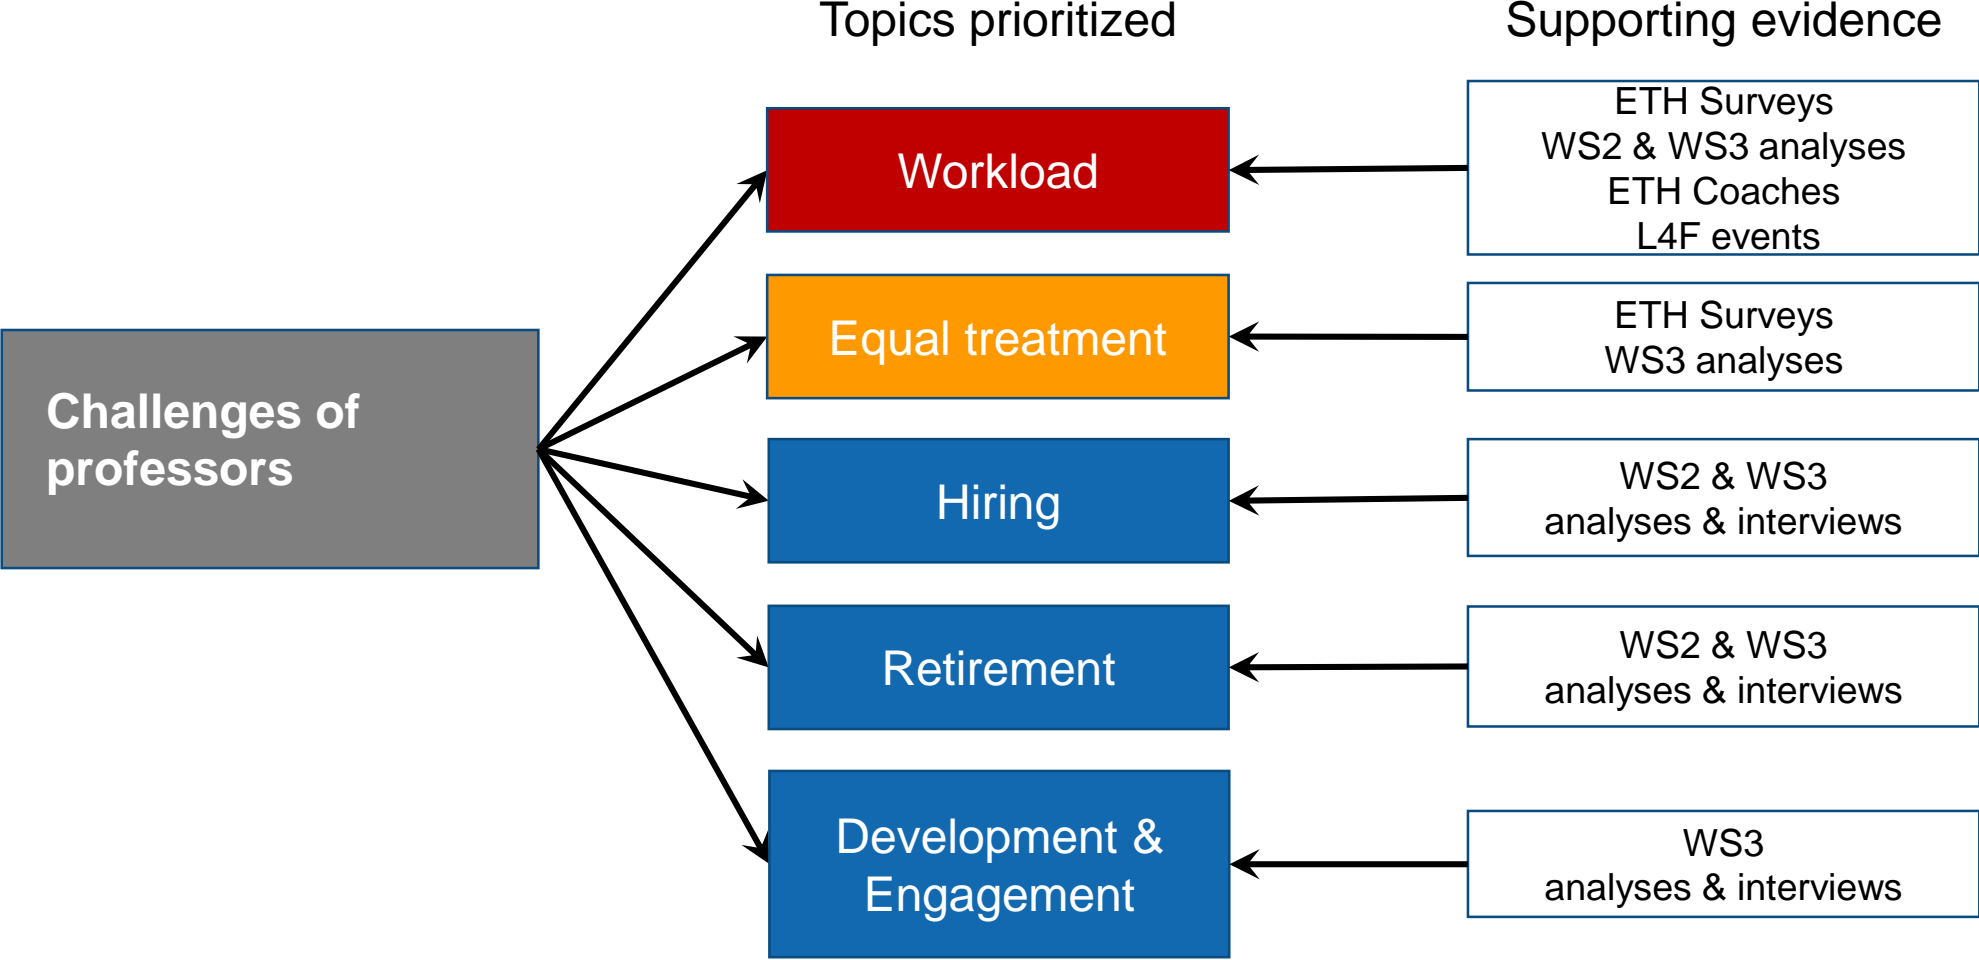 Topics prioritized
Supporting evidence
Challenges of
professors
Workload
ETH Surveys
WS2 & WS3 analyses
ETH Coaches
L4F events
Equal treatment
ETH Surveys
WS3 analyses
Hiring
WS2 & WS3
analyses & interviews
Retirement
WS2 & WS3
analyses & interviews
Development &
Engagement
WS3
analyses & interviews